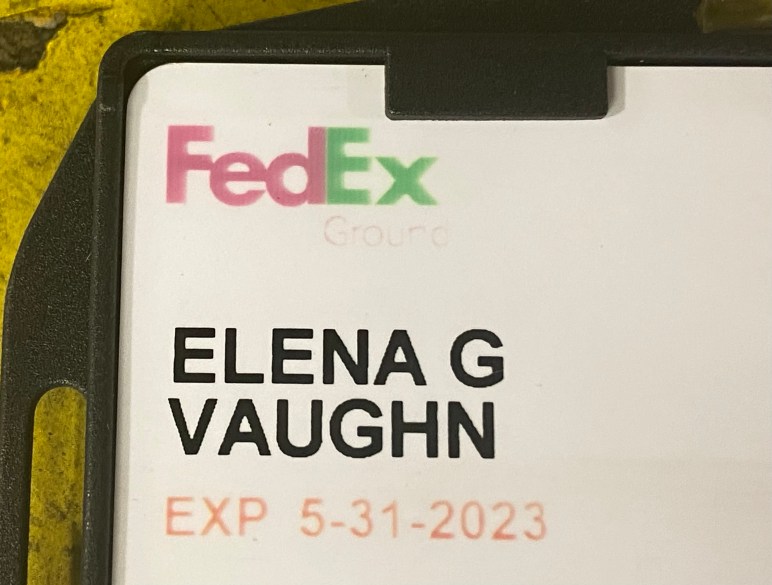 FedEx
Ground
ELENA G
VAUGHN
EXP 5-31-2023